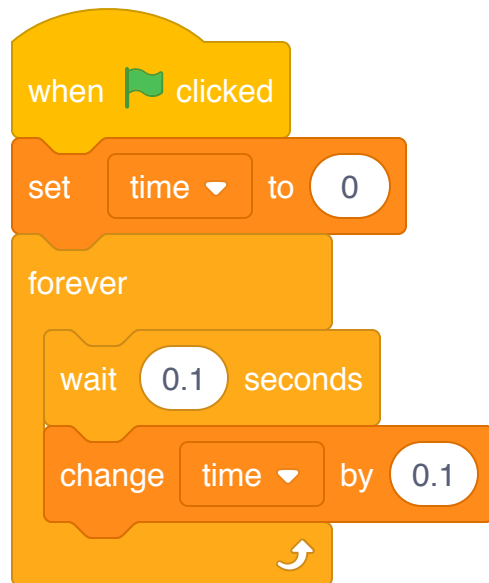 when clicked
set time to 0
forever
wait 0.1 seconds
change time by 0.1